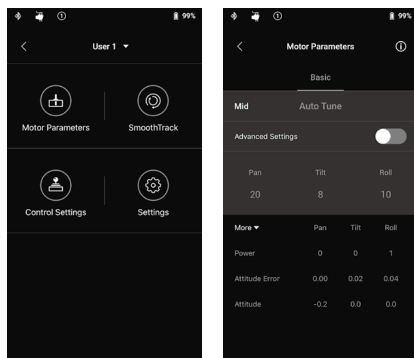 ① 99%
User 1 ▼
Motor Parameters SmoothTrack
Control Settings Settings
① 99%
Motor Parameters
Basic
Mid Auto Tune
Advanced Settings
Pan Tilt Roll
20 8 10
More ▼ Pan Tilt Roll
Power 0 0 1
Attitude Error 0.00 0.02 0.04
Attitude -0.2 0.0 0.0